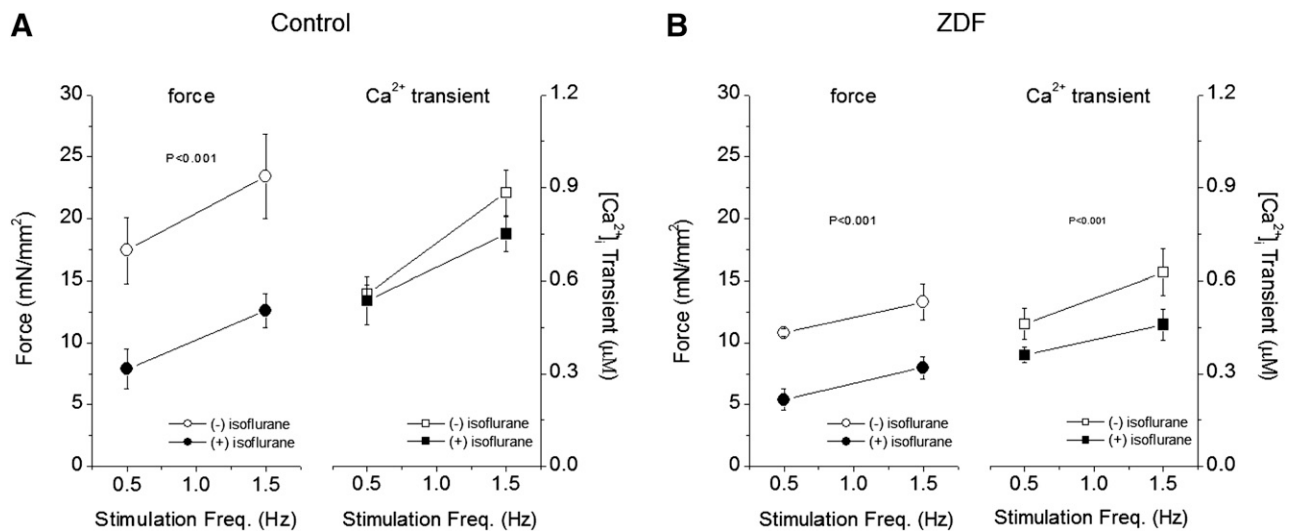 A
Control
force
Ca²⁺ transient
P<0.001
30
25
20
15
10
5
0
Force (mN/mm²)
1.2
0.9
0.6
0.3
0.0
[Ca²⁺]ᵢ Transient (μM)
(-) isoflurane
(+) isoflurane
(-) isoflurane
(+) isoflurane
0.5 1.0 1.5
0.5 1.0 1.5
Stimulation Freq. (Hz)
Stimulation Freq. (Hz)
B
ZDF
force
Ca²⁺ transient
P<0.001
P<0.001
30
25
20
15
10
5
0
Force (mN/mm²)
1.2
0.9
0.6
0.3
0.0
[Ca²⁺]ᵢ Transient (μM)
(-) isoflurane
(+) isoflurane
(-) isoflurane
(+) isoflurane
0.5 1.0 1.5
0.5 1.0 1.5
Stimulation Freq. (Hz)
Stimulation Freq. (Hz)